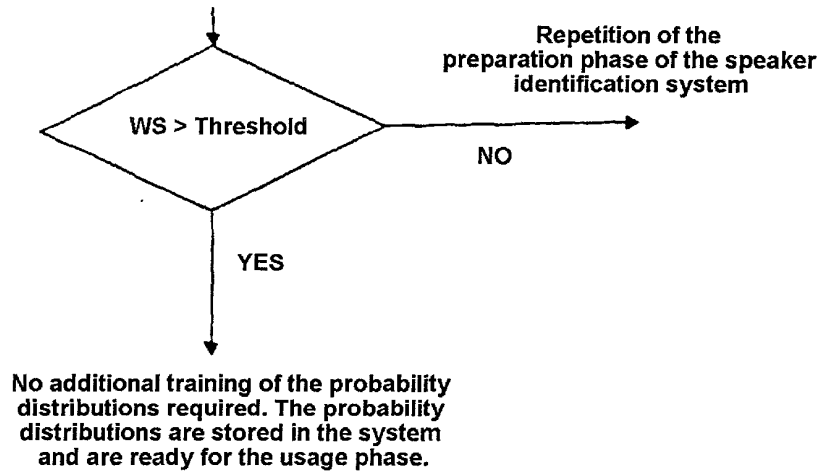 Repetition of the
preparation phase of the speaker
identification system
WS > Threshold
NO
YES
No additional training of the probability
distributions required. The probability
distributions are stored in the system
and are ready for the usage phase.